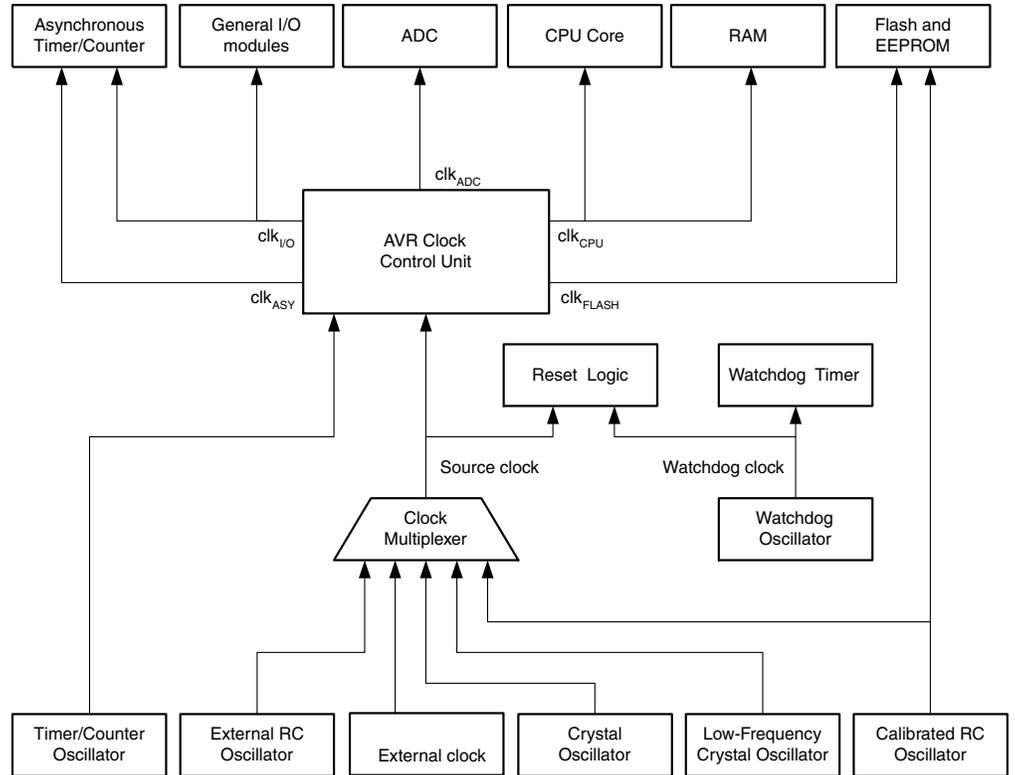 Asynchronous
Timer/Counter
General I/O
modules
ADC
CPU Core
RAM
Flash and
EEPROM
clkADC
clkI/O
AVR Clock
Control Unit
clkCPU
clkASY
clkFLASH
Reset Logic
Watchdog Timer
Source clock
Watchdog clock
Clock
Multiplexer
Watchdog
Oscillator
Timer/Counter
Oscillator
External RC
Oscillator
External clock
Crystal
Oscillator
Low-Frequency
Crystal Oscillator
Calibrated RC
Oscillator